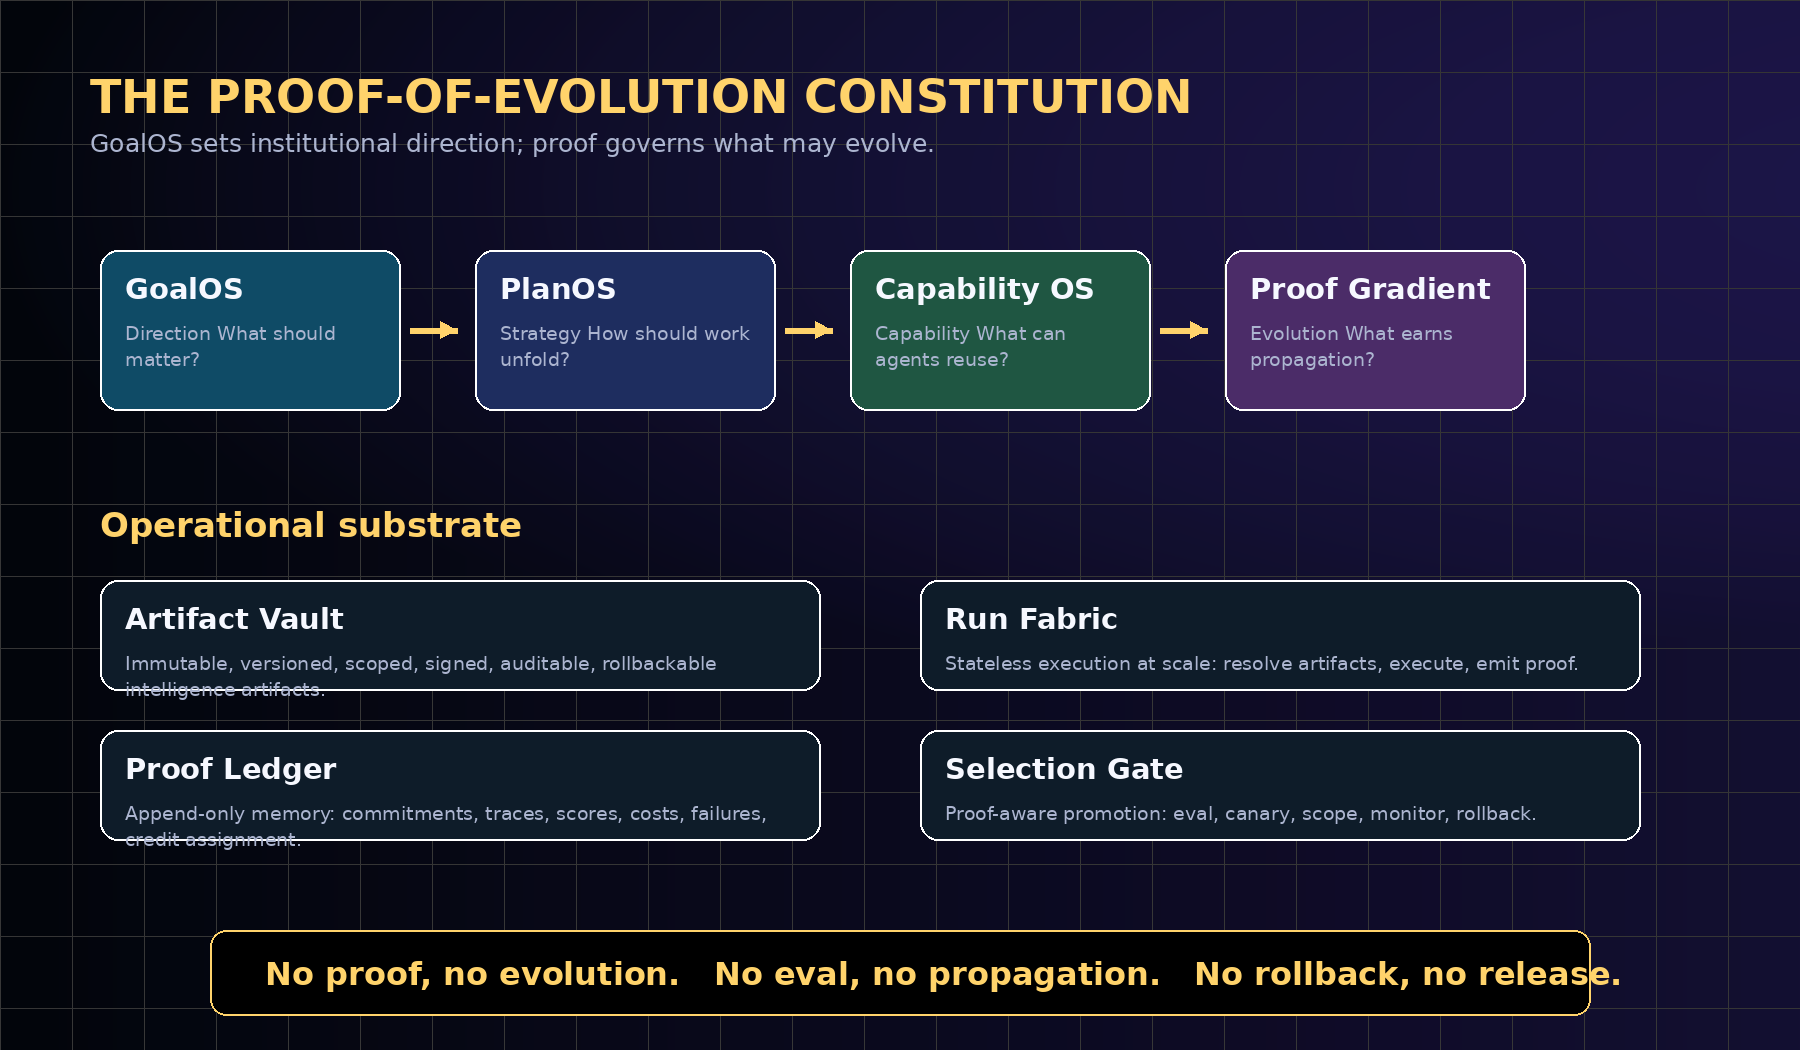 THE PROOF-OF-EVOLUTION CONSTITUTION
GoalOS sets institutional direction; proof governs what may evolve.
GoalOS
Direction What should
matter?
PlanOS
Strategy How should work
unfold?
Capability OS
Capability What can
agents reuse?
Proof Gradient
Evolution What earns
propagation?
Operational substrate
Artifact Vault
Immutable, versioned, scoped, signed, auditable, rollbackable
intelligence artifacts.
Run Fabric
Stateless execution at scale: resolve artifacts, execute, emit proof.
Proof Ledger
Append-only memory: commitments, traces, scores, costs, failures,
credit assignment.
Selection Gate
Proof-aware promotion: eval, canary, scope, monitor, rollback.
No proof, no evolution. No eval, no propagation. No rollback, no release.